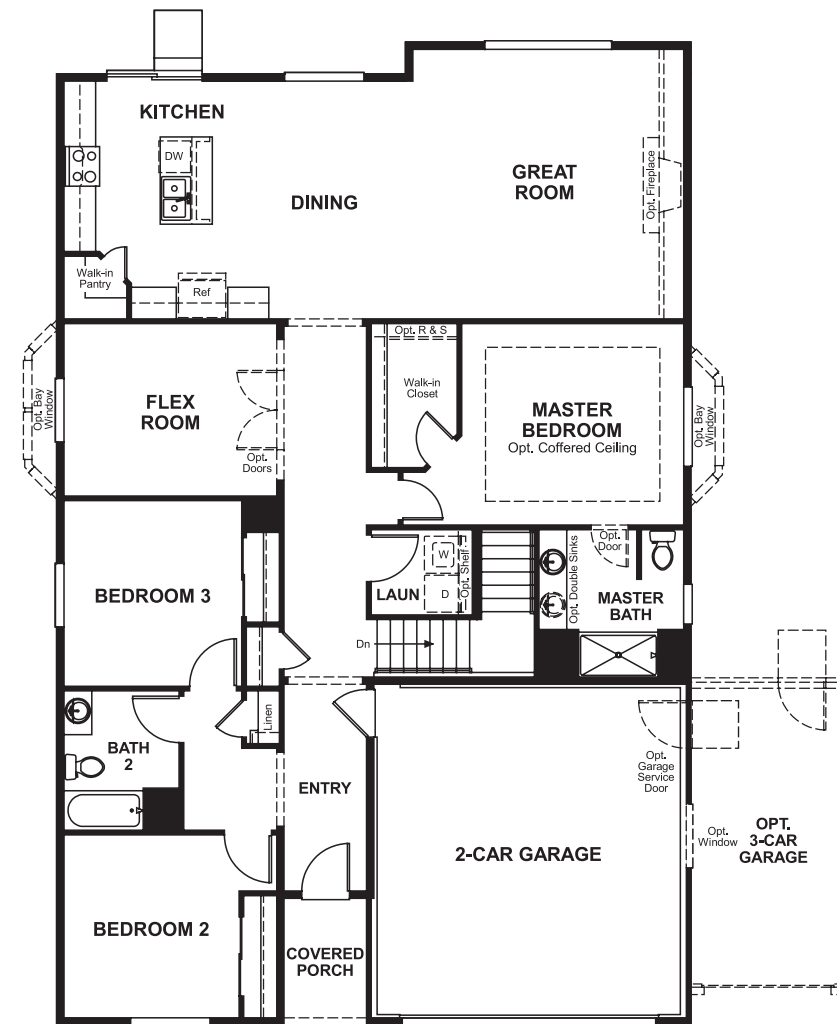 KITCHEN
DW
GREAT
ROOM
Opt. Fireplace
DINING
Walk-in
Pantry
Ref
Opt. R & S
Walk-in
Closet
FLEX
ROOM
Opt. Bay
Window
Opt.
Doors
MASTER
BEDROOM
Opt. Coffered Ceiling
Opt. Bay
Window
BEDROOM 3
LAUN
W
D
Opt. Shelf
Opt. Double Sinks
Opt.
Door
MASTER
BATH
Dn
Linen
BATH
2
ENTRY
Opt.
Garage
Service
Door
2-CAR GARAGE
Opt.
Window
OPT.
3-CAR
GARAGE
BEDROOM 2
COVERED
PORCH